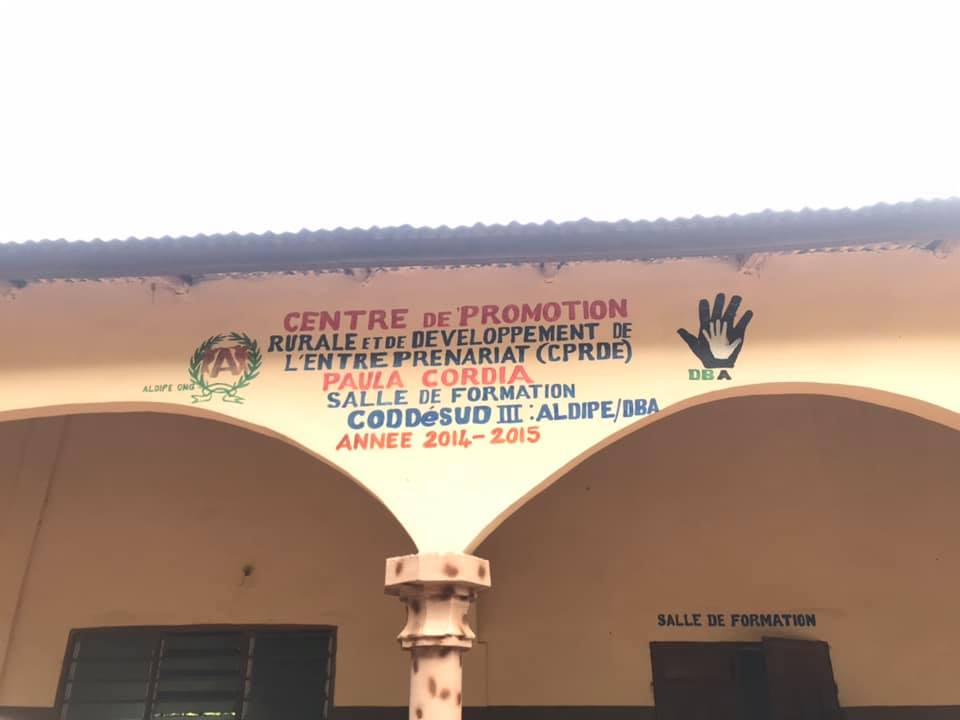 CENTRE DE PROMOTION
RURALE ET DE DEVELOPPEMENT DE
L'ENTREPRENARIAT (CPRDE)
PAULA CORDIA
SALLE DE FORMATION
CODDéSUD III : ALDIPE/DBA
ANNEE 2014-2015
ALDIPE ONG
A
DBA
SALLE DE FORMATION